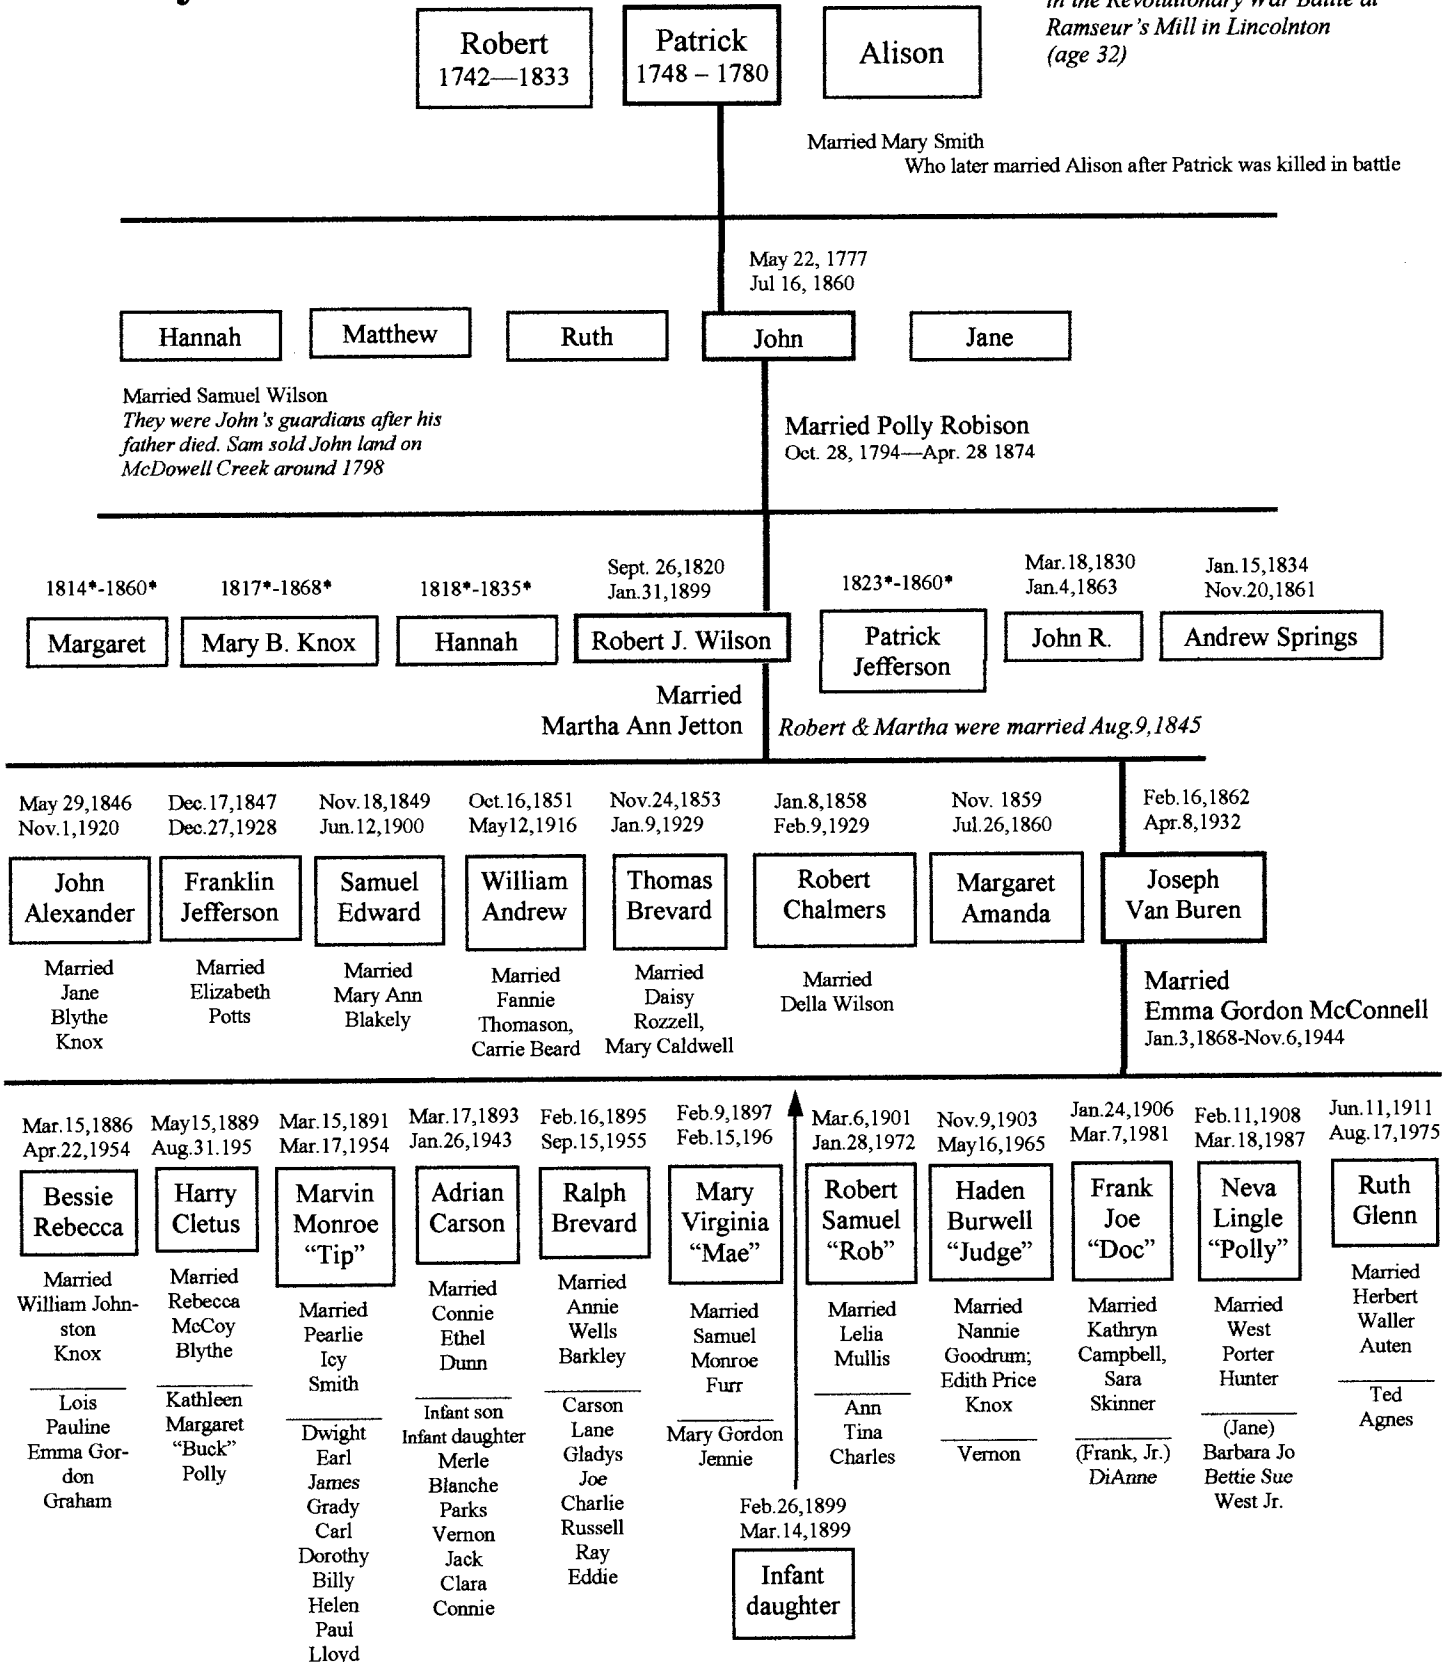 in the Revolutionary War Battle at
Ramseur's Mill in Lincolnton
(age 32)
Robert
1742—1833
Patrick
1748 – 1780
Alison
Married Mary Smith
Who later married Alison after Patrick was killed in battle
May 22, 1777
Jul 16, 1860
Hannah
Matthew
Ruth
John
Jane
Married Samuel Wilson
They were John's guardians after his
father died. Sam sold John land on
McDowell Creek around 1798
Married Polly Robison
Oct. 28, 1794—Apr. 28 1874
1814*-1860*
Margaret
1817*-1868*
Mary B. Knox
1818*-1835*
Hannah
Sept. 26,1820
Jan.31,1899
Robert J. Wilson
1823*-1860*
Patrick
Jefferson
Mar.18,1830
Jan.4,1863
John R.
Jan.15,1834
Nov.20,1861
Andrew Springs
Married
Martha Ann Jetton
Robert & Martha were married Aug.9,1845
May 29,1846
Nov.1,1920
John
Alexander
Married
Jane
Blythe
Knox
Dec.17,1847
Dec.27,1928
Franklin
Jefferson
Married
Elizabeth
Potts
Nov.18,1849
Jun.12,1900
Samuel
Edward
Married
Mary Ann
Blakely
Oct.16,1851
May12,1916
William
Andrew
Married
Fannie
Thomason,
Carrie Beard
Nov.24,1853
Jan.9,1929
Thomas
Brevard
Married
Daisy
Rozzell,
Mary Caldwell
Jan.8,1858
Feb.9,1929
Robert
Chalmers
Married
Della Wilson
Nov. 1859
Jul.26,1860
Margaret
Amanda
Feb.16,1862
Apr.8,1932
Joseph
Van Buren
Married
Emma Gordon McConnell
Jan.3,1868-Nov.6,1944
Mar.15,1886
Apr.22,1954
Bessie
Rebecca
Married
William John-
ston
Knox
Lois
Pauline
Emma Gor-
don
Graham
May15,1889
Aug.31.195
Harry
Cletus
Married
Rebecca
McCoy
Blythe
Kathleen
Margaret
“Buck”
Polly
Mar.15,1891
Mar.17,1954
Marvin
Monroe
“Tip”
Married
Pearlie
Icy
Smith
Dwight
Earl
James
Grady
Carl
Dorothy
Billy
Helen
Paul
Lloyd
Mar.17,1893
Jan.26,1943
Adrian
Carson
Married
Connie
Ethel
Dunn
Infant son
Infant daughter
Merle
Blanche
Parks
Vernon
Jack
Clara
Connie
Feb.16,1895
Sep.15,1955
Ralph
Brevard
Married
Annie
Wells
Barkley
Carson
Lane
Gladys
Joe
Charlie
Russell
Ray
Eddie
Feb.9,1897
Feb.15,196
Mary
Virginia
“Mae”
Married
Samuel
Monroe
Furr
Mary Gordon
Jennie
Feb.26,1899
Mar.14,1899
Infant
daughter
Mar.6,1901
Jan.28,1972
Robert
Samuel
“Rob”
Married
Lelia
Mullis
Ann
Tina
Charles
Nov.9,1903
May16,1965
Haden
Burwell
“Judge”
Married
Nannie
Goodrum;
Edith Price
Knox
Vernon
Jan.24,1906
Mar.7,1981
Frank
Joe
“Doc”
Married
Kathryn
Campbell,
Sara
Skinner
(Frank, Jr.)
DiAnne
Feb.11,1908
Mar.18,1987
Neva
Lingle
“Polly”
Married
West
Porter
Hunter
(Jane)
Barbara Jo
Bettie Sue
West Jr.
Jun.11,1911
Aug.17,1975
Ruth
Glenn
Married
Herbert
Waller
Auten
Ted
Agnes